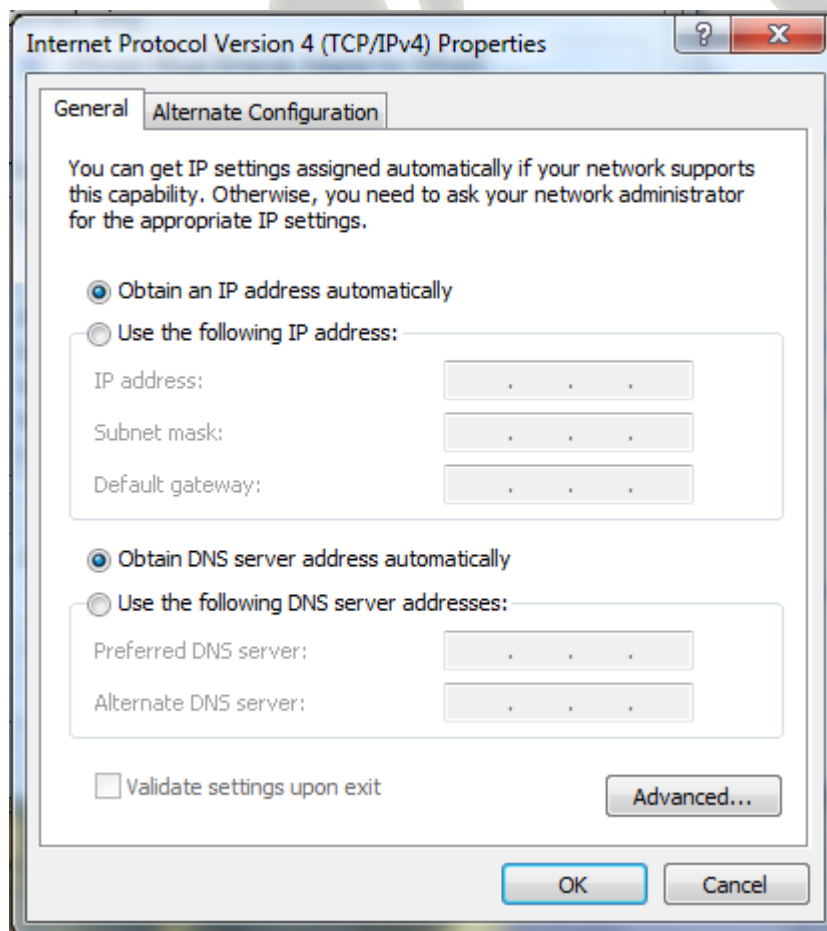 Internet Protocol Version 4 (TCP/IPv4) Properties
General
Alternate Configuration
You can get IP settings assigned automatically if your network supports
this capability. Otherwise, you need to ask your network administrator
for the appropriate IP settings.
Obtain an IP address automatically
Use the following IP address:
IP address:
Subnet mask:
Default gateway:
Obtain DNS server address automatically
Use the following DNS server addresses:
Preferred DNS server:
Alternate DNS server:
Validate settings upon exit
Advanced...
OK
Cancel